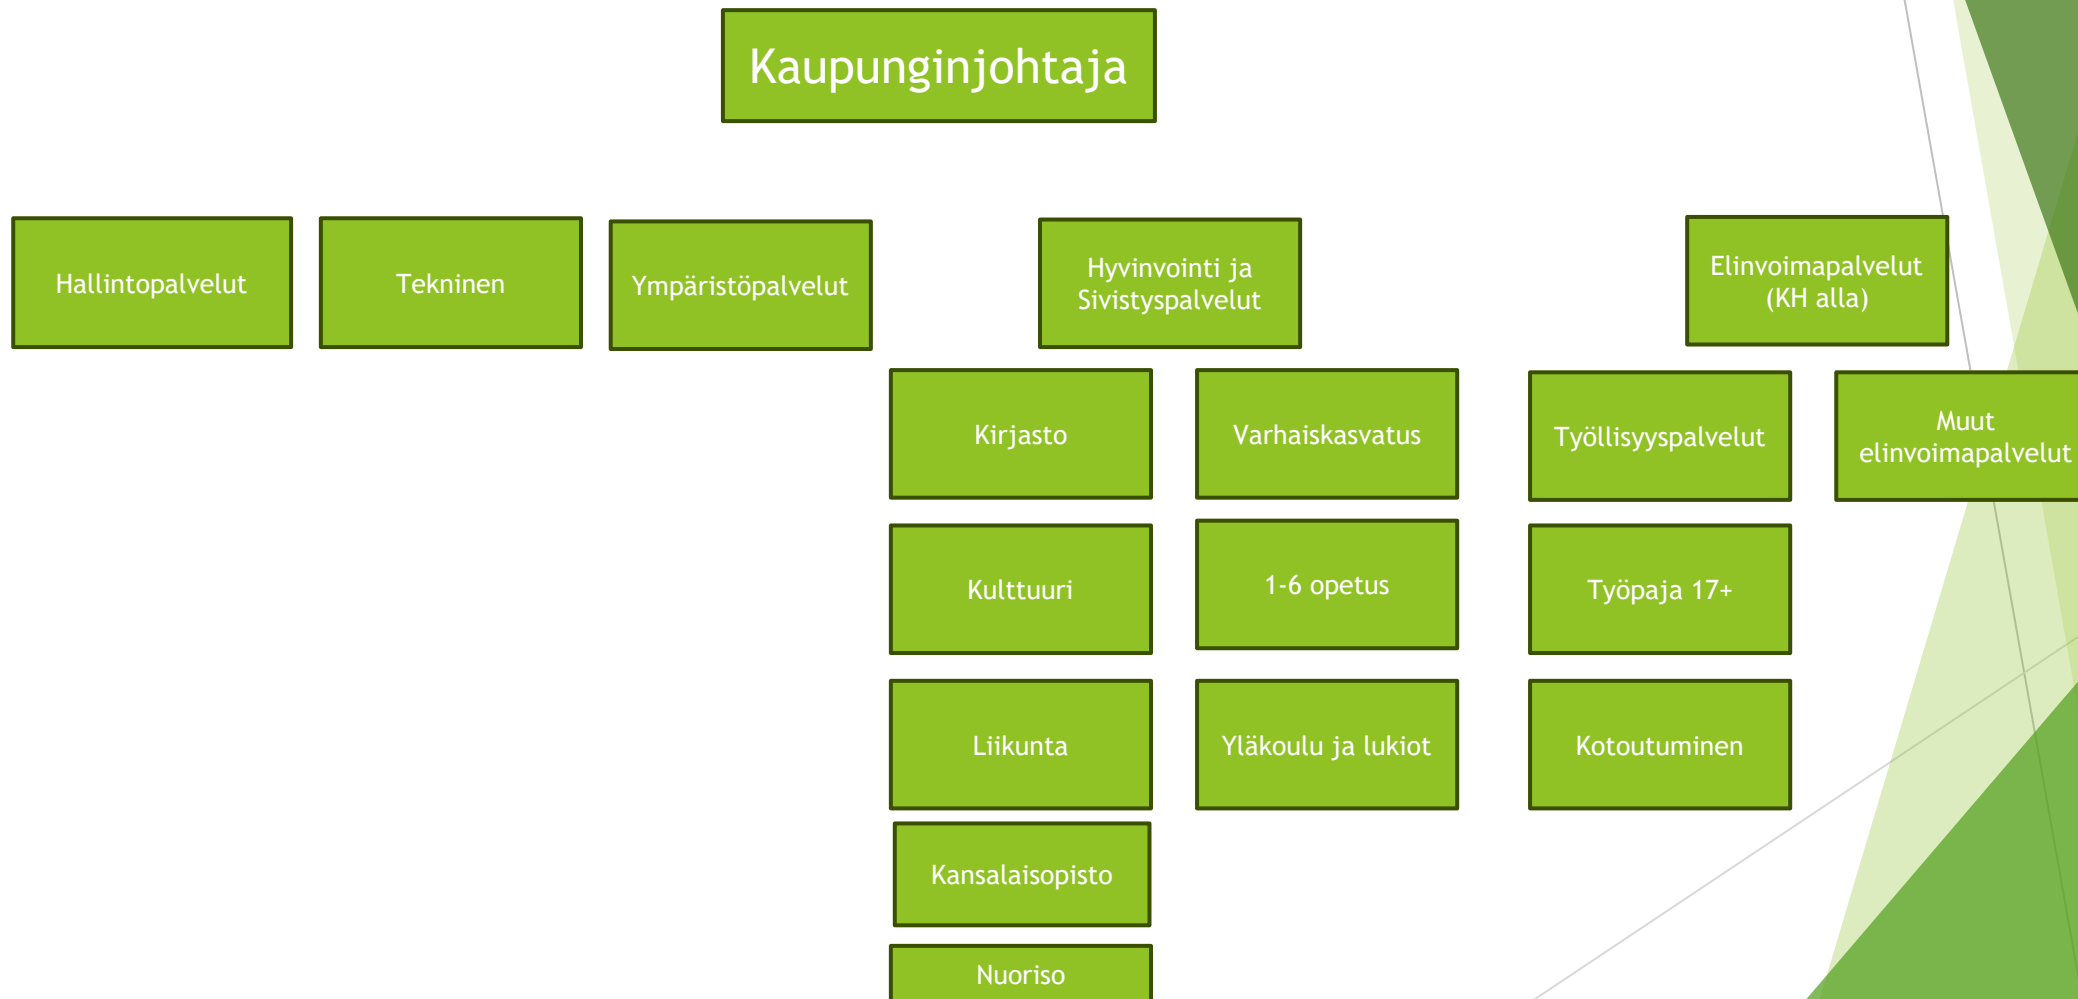 Kaupunginjohtaja
Hallintopalvelut
Tekninen
Ympäristöpalvelut
Hyvinvointi ja
Sivistyspalvelut
Elinvoimapalvelut
(KH alla)
Kirjasto
Varhaiskasvatus
Työllisyyspalvelut
Muut
elinvoimapalvelut
Kulttuuri
1-6 opetus
Työpaja 17+
Liikunta
Yläkoulu ja lukiot
Kotoutuminen
Kansalaisopisto
Nuoriso